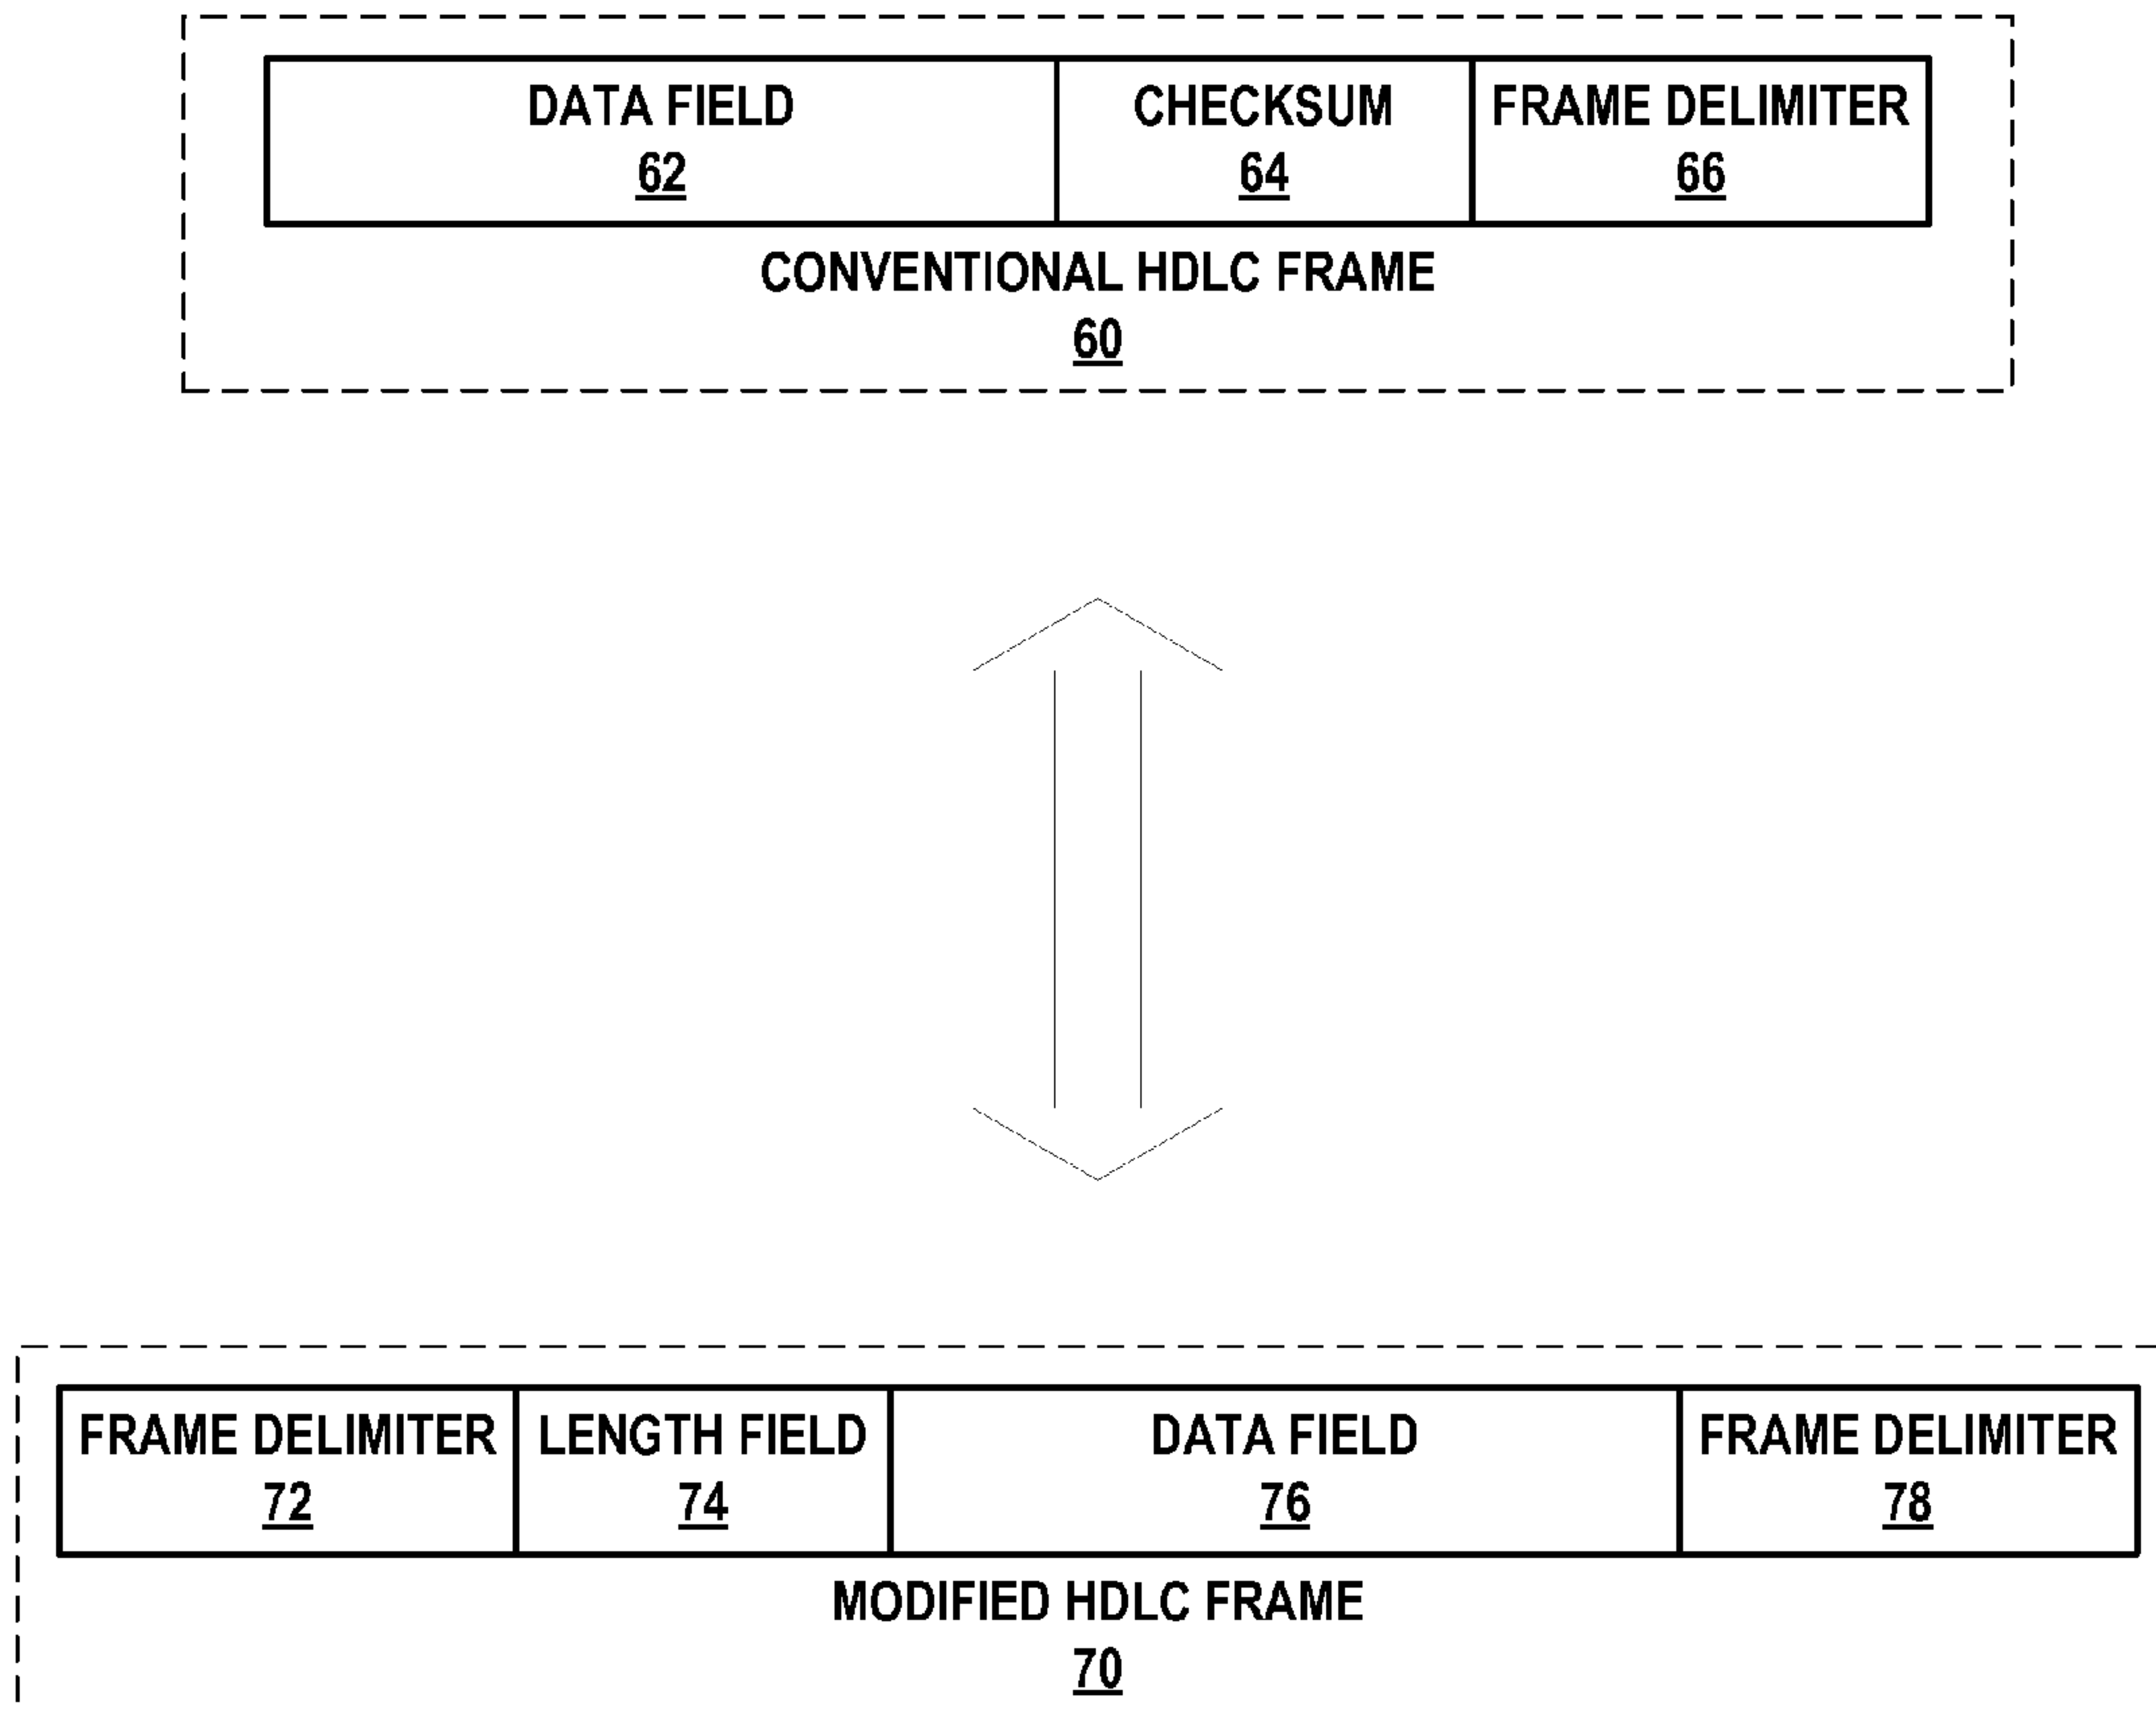 DATA FIELD CHECKSUM FRAME DELIMITER
62 64 66
CONVENTIONAL HDLC FRAME
60
FRAME DELIMITER LENGTH FIELD DATA FIELD FRAME DELIMITER
72 74 76 78
MODIFIED HDLC FRAME
70